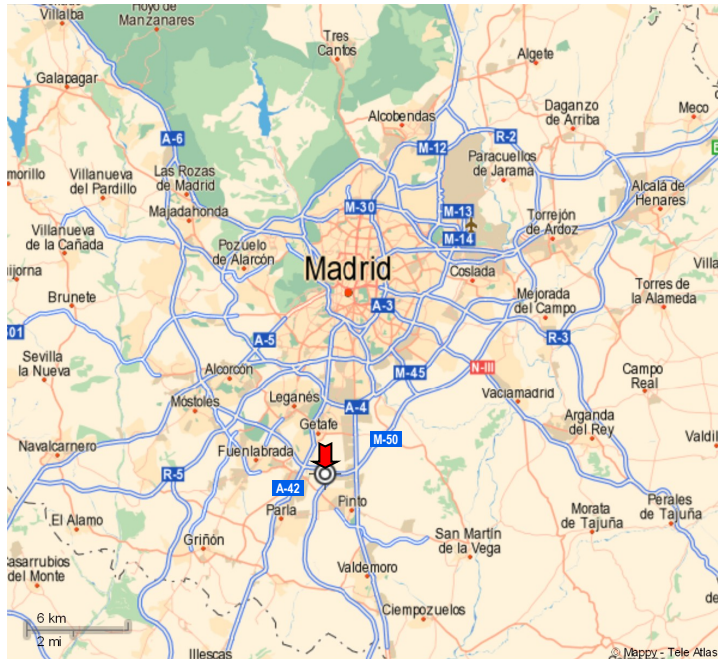 Villalba
Hoyo de
Manzanares
Tres
Cantos
Algete
Galapagar
Alcobendas
Daganzo
de Arriba
Meco
A-6
R-2
M-12
morillo
Villanueva
del Pardillo
Las Rozas
de Madrid
Paracuellos
de Jarama
Alcalá de
Henares
Majadahonda
M-30
M-13
Villanueva
de la Cañada
Torrejón
de Ardoz
M-14
Pozuelo
de Alarcón
Madrid
Coslada
uijorna
Villa
Brunete
A-3
Mejorada
del Campo
Torres de
la Alameda
01
A-5
R-3
Sevilla
la Nueva
Alcorcón
M-45
N-III
Campo
Real
Móstoles
Leganés
A-4
Vaciamadrid
Getafe
Arganda
del Rey
Valdil
M-50
Navalcarnero
Fuenlabrada
R-5
A-42
Pinto
Parla
El Alamo
Morata
de Tajuña
Perales
de Tajuña
Griñón
San Martín
de la Vega
Casarrubios
del Monte
Valdemoro
de
Ciempozuelos
6 km
2 mi
Illescas
© Mappy - Tele Atlas